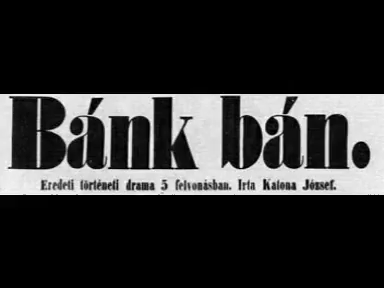 Bánk bán.
Eredeti történeti drama 5 felvonásban. Irta Katona József.